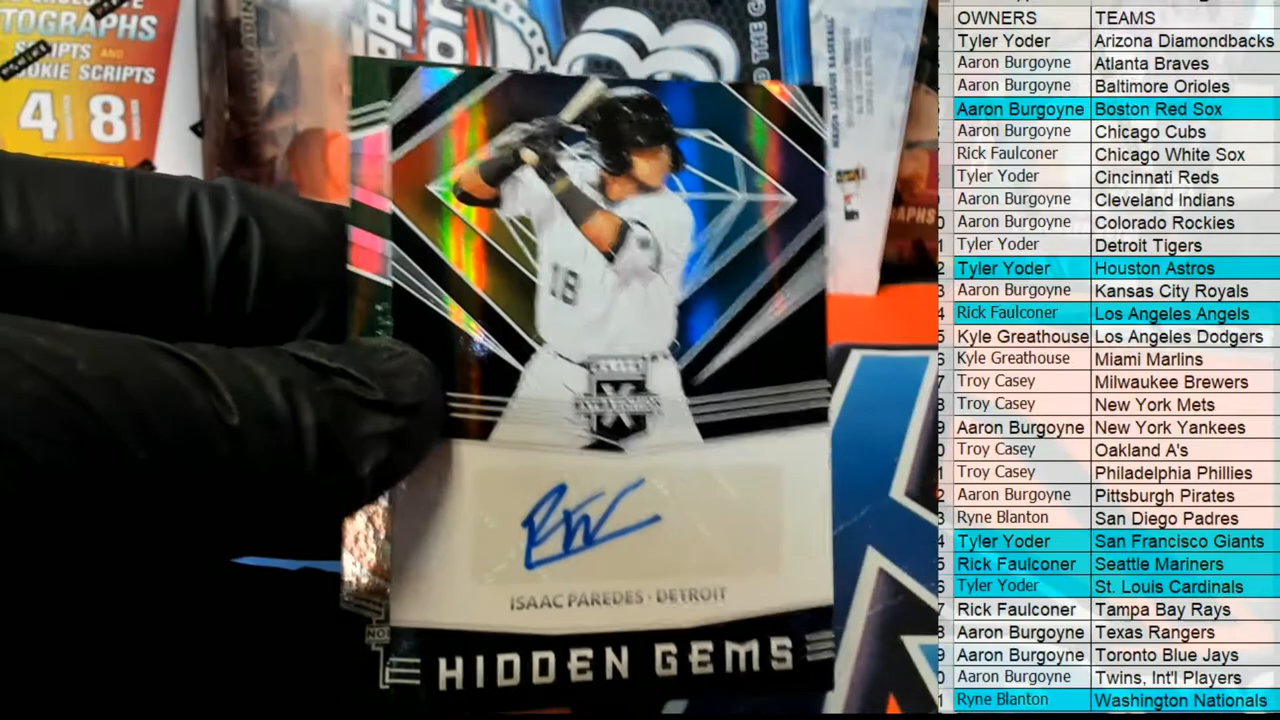 AUTOGRAPHS
SCRIPTS AND
ROOKIE SCRIPTS
4 8
THE
18
X
RIW
ISAAC PAREDES · DETROIT
HIDDEN GEMS
OWNERS TEAMS
Tyler Yoder Arizona Diamondbacks
Aaron Burgoyne Atlanta Braves
Aaron Burgoyne Baltimore Orioles
Aaron Burgoyne Boston Red Sox
Aaron Burgoyne Chicago Cubs
Rick Faulconer Chicago White Sox
Tyler Yoder Cincinnati Reds
Aaron Burgoyne Cleveland Indians
Aaron Burgoyne Colorado Rockies
Tyler Yoder Detroit Tigers
Tyler Yoder Houston Astros
Aaron Burgoyne Kansas City Royals
Rick Faulconer Los Angeles Angels
Kyle Greathouse Los Angeles Dodgers
Kyle Greathouse Miami Marlins
Troy Casey Milwaukee Brewers
Troy Casey New York Mets
Aaron Burgoyne New York Yankees
Troy Casey Oakland A's
Troy Casey Philadelphia Phillies
Aaron Burgoyne Pittsburgh Pirates
Ryne Blanton San Diego Padres
Tyler Yoder San Francisco Giants
Rick Faulconer Seattle Mariners
Tyler Yoder St. Louis Cardinals
Rick Faulconer Tampa Bay Rays
Aaron Burgoyne Texas Rangers
Aaron Burgoyne Toronto Blue Jays
Aaron Burgoyne Twins, Int'l Players
Ryne Blanton Washington Nationals